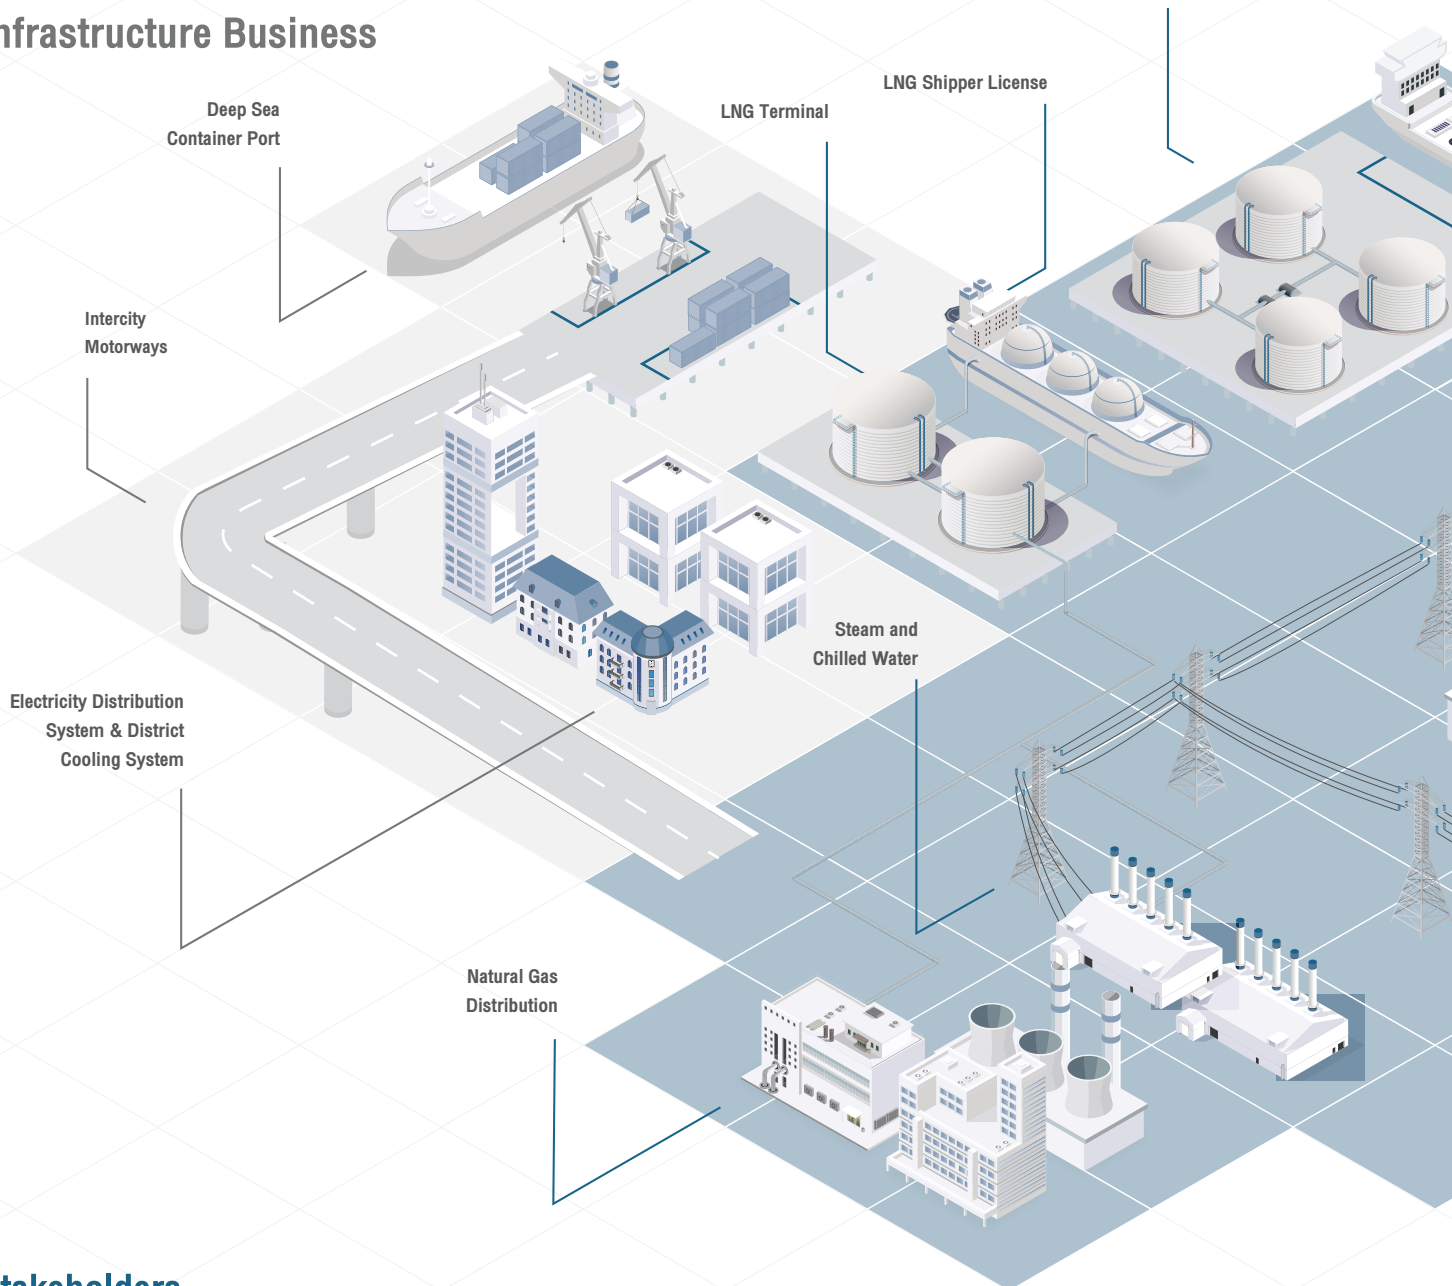 nfrastructure Business
LNG Shipper License
Deep Sea
Container Port
LNG Terminal
Intercity
Motorways
Steam and
Chilled Water
Electricity Distribution
System & District
Cooling System
Natural Gas
Distribution
takeholders